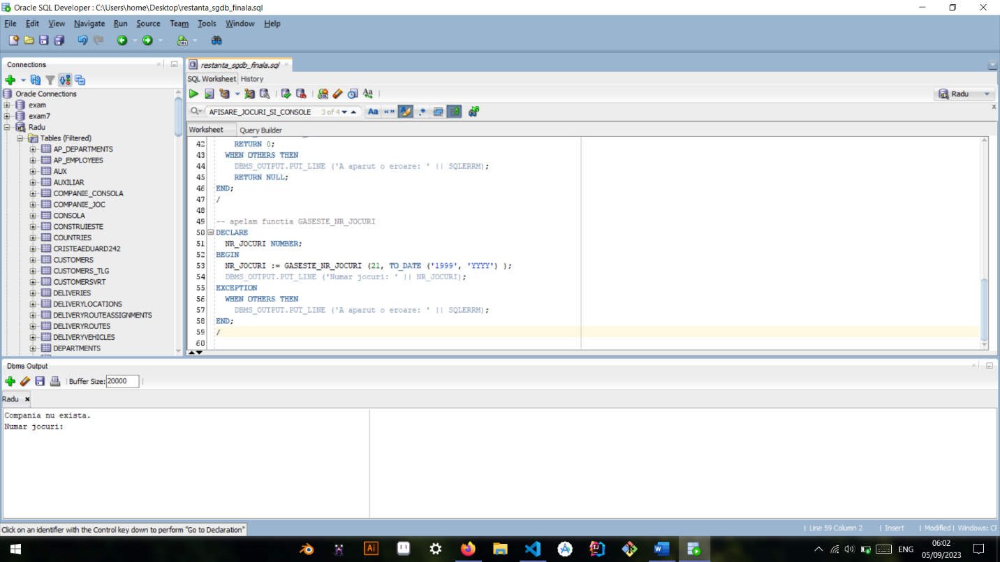 Oracle SQL Developer : C:\Users\home\Desktop\restanta_sgdb_finala.sql
File Edit View Navigate Run Source Team Tools Window Help
Connections
Oracle Connections
exam
exam7
Radu
Tables (Filtered)
AP_DEPARTMENTS
AP_EMPLOYEES
AUX
AUXILIAR
COMPANIE_CONSOLA
COMPANIE_JOC
CONSOLA
CONSTRUIESTE
COUNTRIES
CRISTEAEDUARD242
CUSTOMERS
CUSTOMERS_TLG
CUSTOMERSVRT
DELIVERIES
DELIVERYLOCATIONS
DELIVERYROUTEASSIGNMENTS
DELIVERYROUTES
DELIVERYVEHICLES
DEPARTMENTS
restanta_sgdb_finala.sql
SQL Worksheet History
Radu
AFISARE_JOCURI_SI_CONSOLE 3 of 4
Worksheet Query Builder
42 RETURN 0;
43 WHEN OTHERS THEN
44 DBMS_OUTPUT.PUT_LINE ('A aparut o eroare: ' || SQLERRM);
45 RETURN NULL;
46 END;
47 /
48
49 -- apelam functia GASESTE_NR_JOCURI
50 DECLARE
51 NR_JOCURI NUMBER;
52 BEGIN
53 NR_JOCURI := GASESTE_NR_JOCURI (21, TO_DATE ('1999', 'YYYY') );
54 DBMS_OUTPUT.PUT_LINE ('Numar jocuri: ' || NR_JOCURI);
55 EXCEPTION
56 WHEN OTHERS THEN
57 DBMS_OUTPUT.PUT_LINE ('A aparut o eroare: ' || SQLERRM);
58 END;
59 /
60
Dbms Output
Buffer Size: 20000
Radu
Compania nu exista.
Numar jocuri:
Click on an identifier with the Control key down to perform "Go to Declaration"
Line 59 Column 2 | Insert | Modified | Windows:
ENG
06:02
05/09/2023